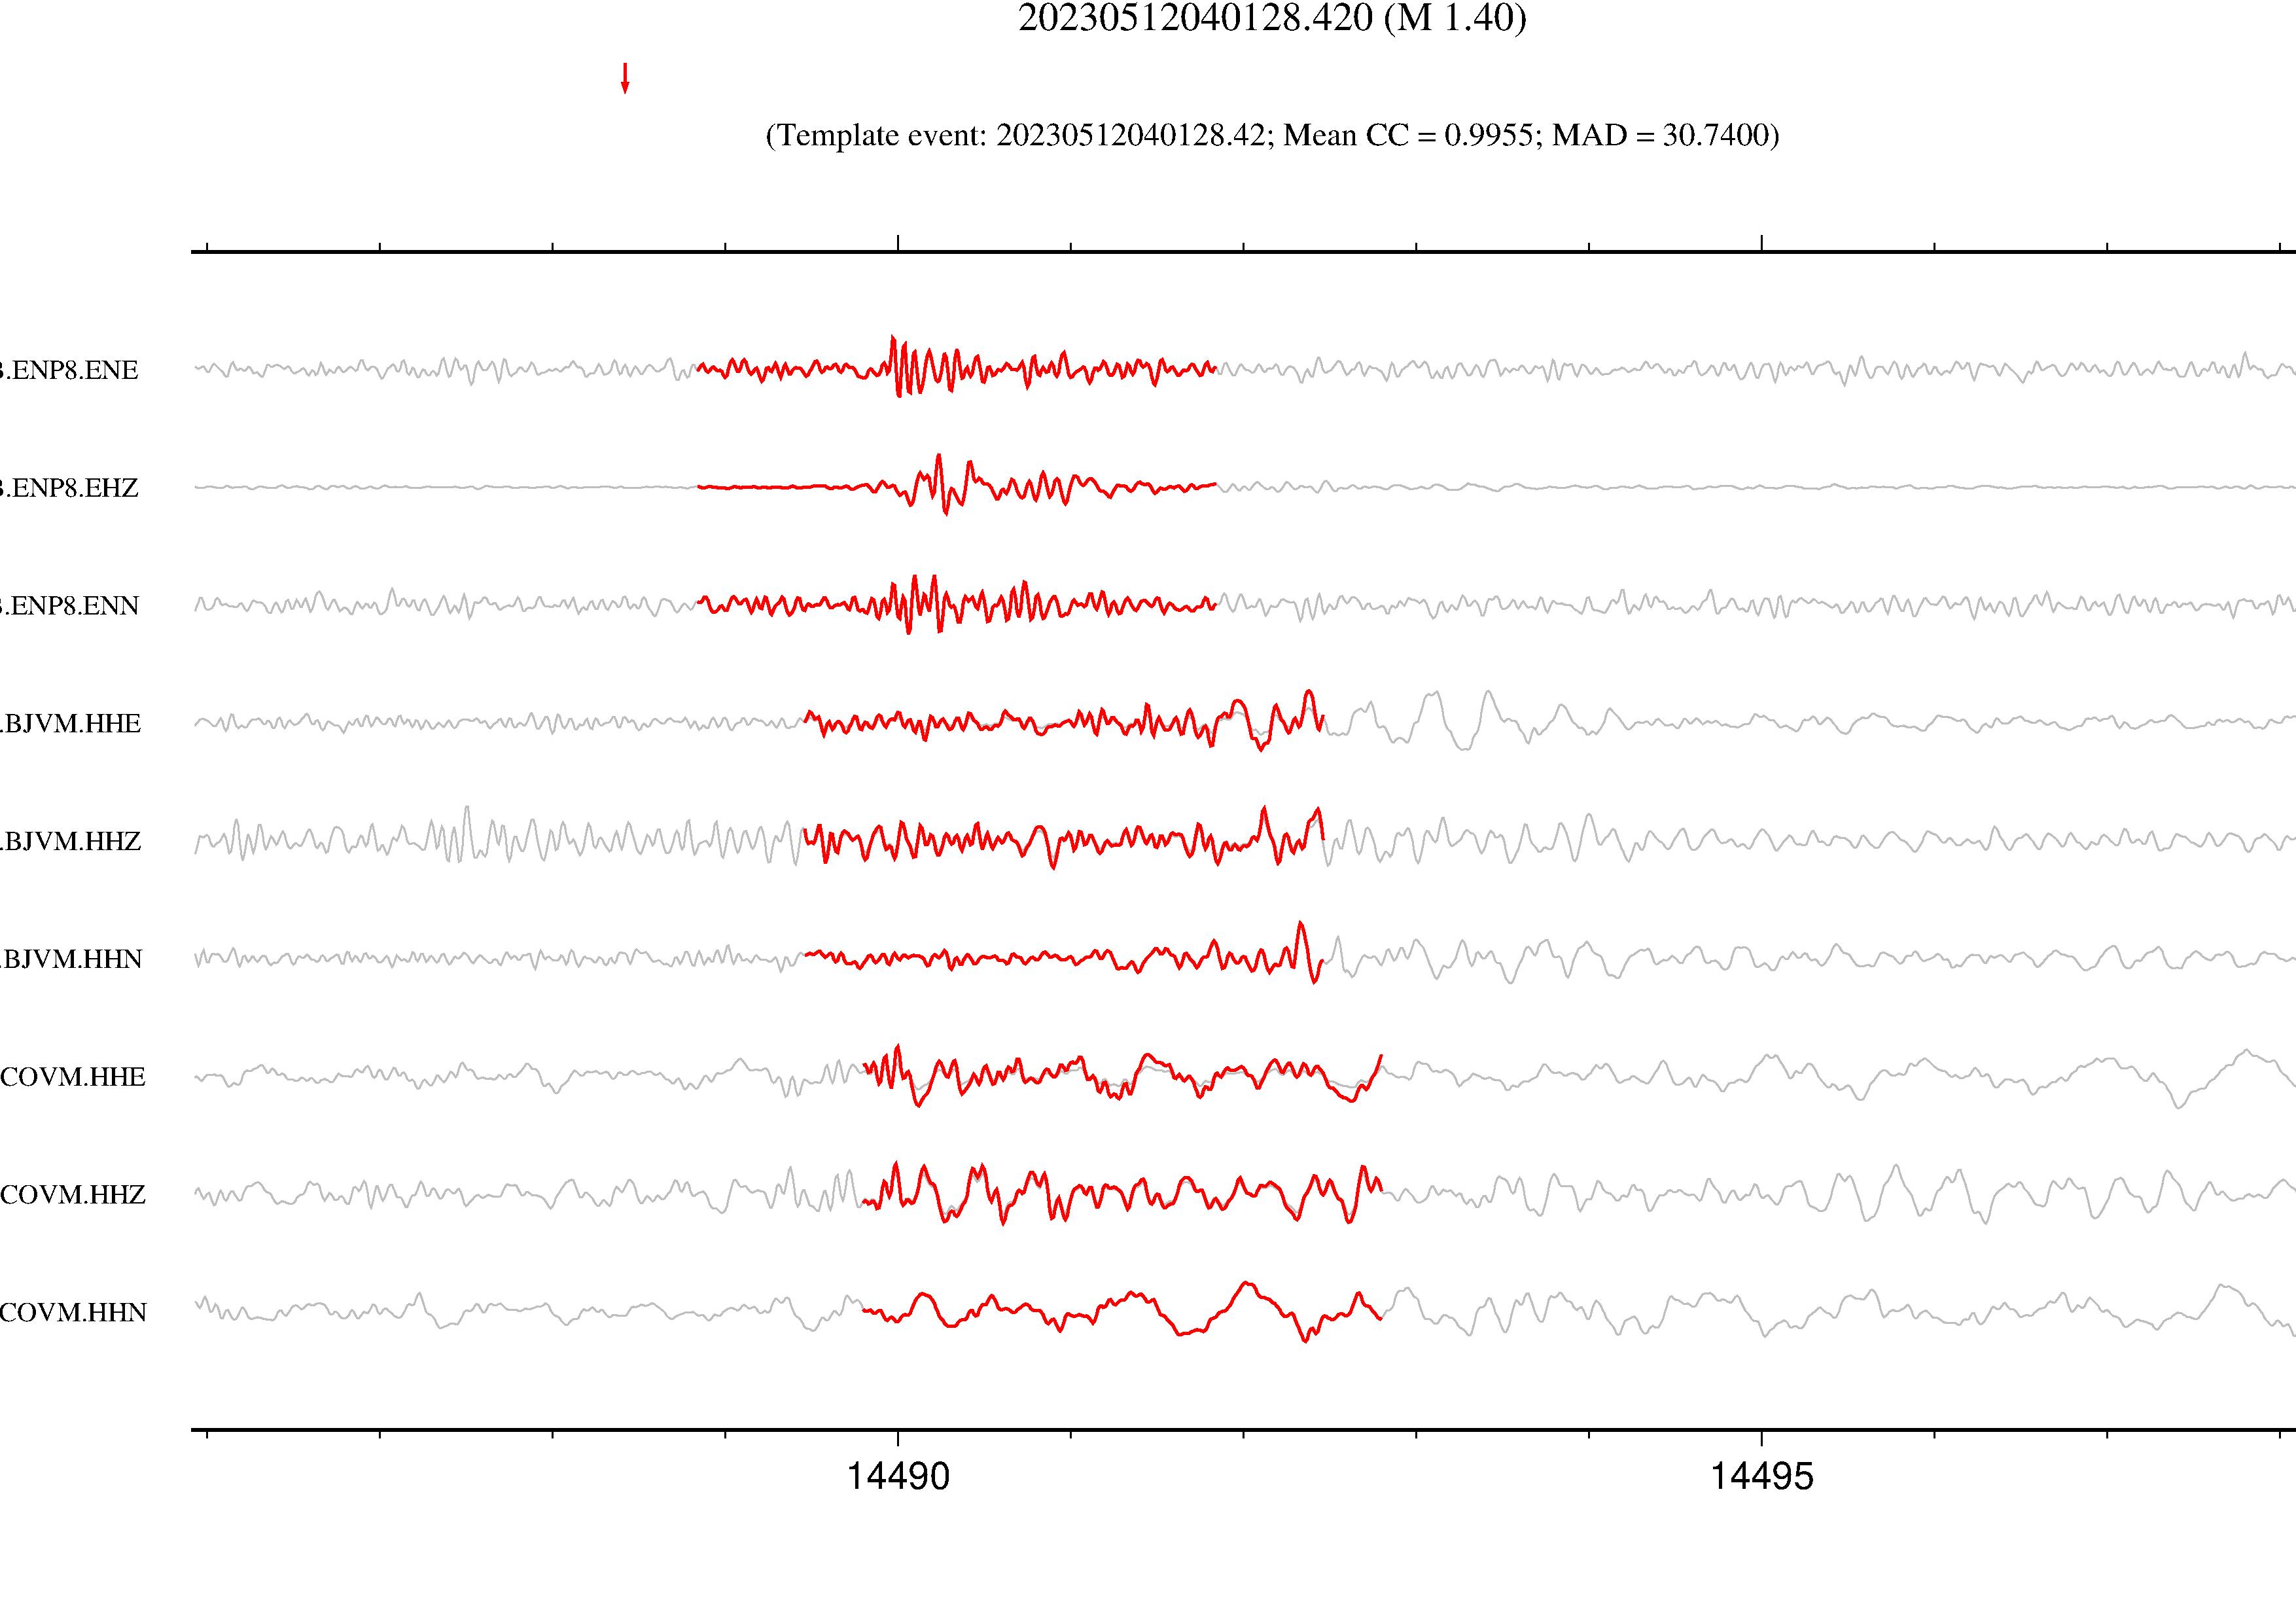 20230512040128.420 (M 1.40)
(Template event: 20230512040128.42; Mean CC = 0.9955; MAD = 30.7400)
.ENP8.ENE
.ENP8.EHZ
.ENP8.ENN
.BJVM.HHE
.BJVM.HHZ
.BJVM.HHN
COVM.HHE
COVM.HHZ
COVM.HHN
14490 14495